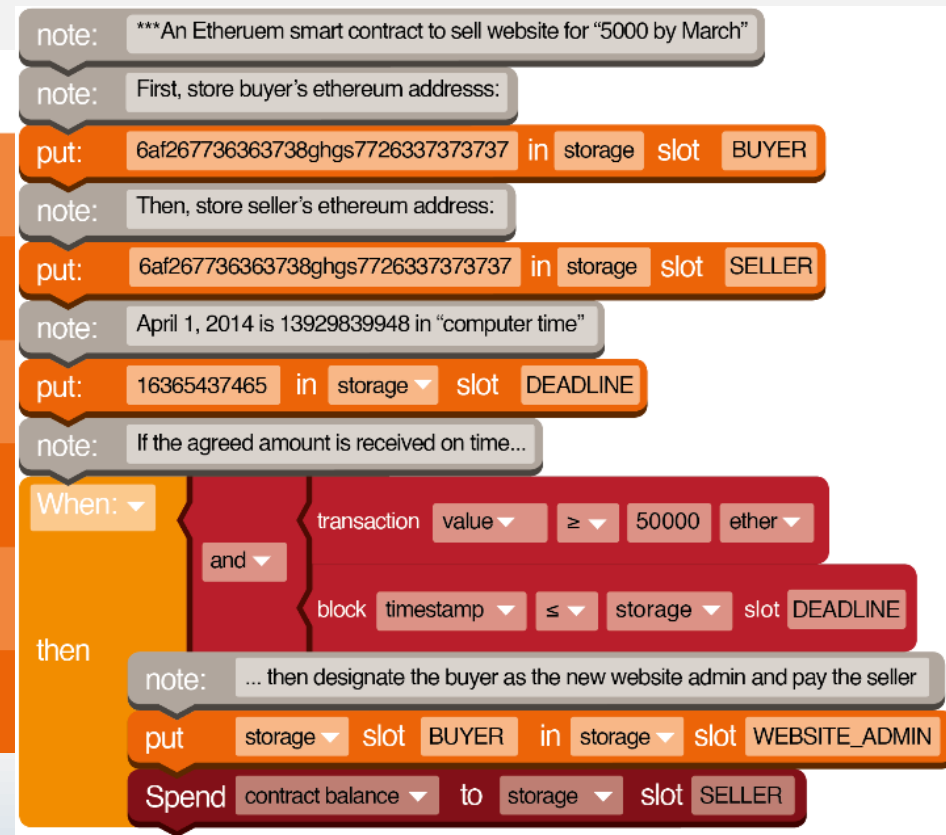 note: ***An Etheruem smart contract to sell website for “5000 by March”
note: First, store buyer’s ethereum addresss:
put: 6af267736363738ghgs7726337373737 in storage slot BUYER
note: Then, store seller’s ethereum address:
put: 6af267736363738ghgs7726337373737 in storage slot SELLER
note: April 1, 2014 is 13929839948 in “computer time”
put: 16365437465 in storage slot DEADLINE
note: If the agreed amount is received on time...
When:
transaction value ≥ 50000 ether
and
block timestamp ≤ storage slot DEADLINE
then
note: ... then designate the buyer as the new website admin and pay the seller
put storage slot BUYER in storage slot WEBSITE_ADMIN
Spend contract balance to storage slot SELLER